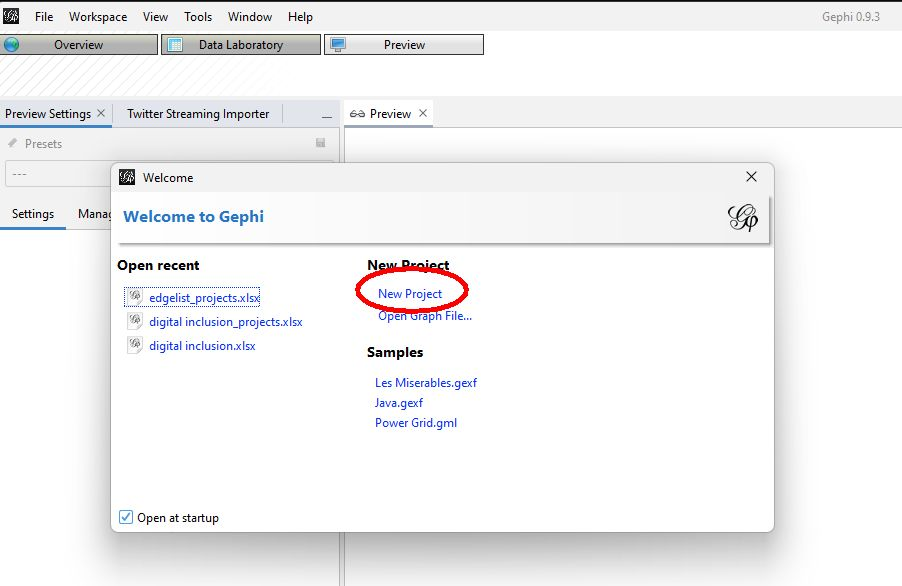 File Workspace View Tools Window Help Gephi 0.9.3
Overview Data Laboratory Preview
Preview Settings Twitter Streaming Importer Preview
Presets
---
Settings
Welcome
Welcome to Gephi
Open recent
edgelist_projects.xlsx
digital inclusion_projects.xlsx
digital inclusion.xlsx
New Project
New Project
Open Graph File...
Samples
Les Miserables.gexf
Java.gexf
Power Grid.gml
Open at startup